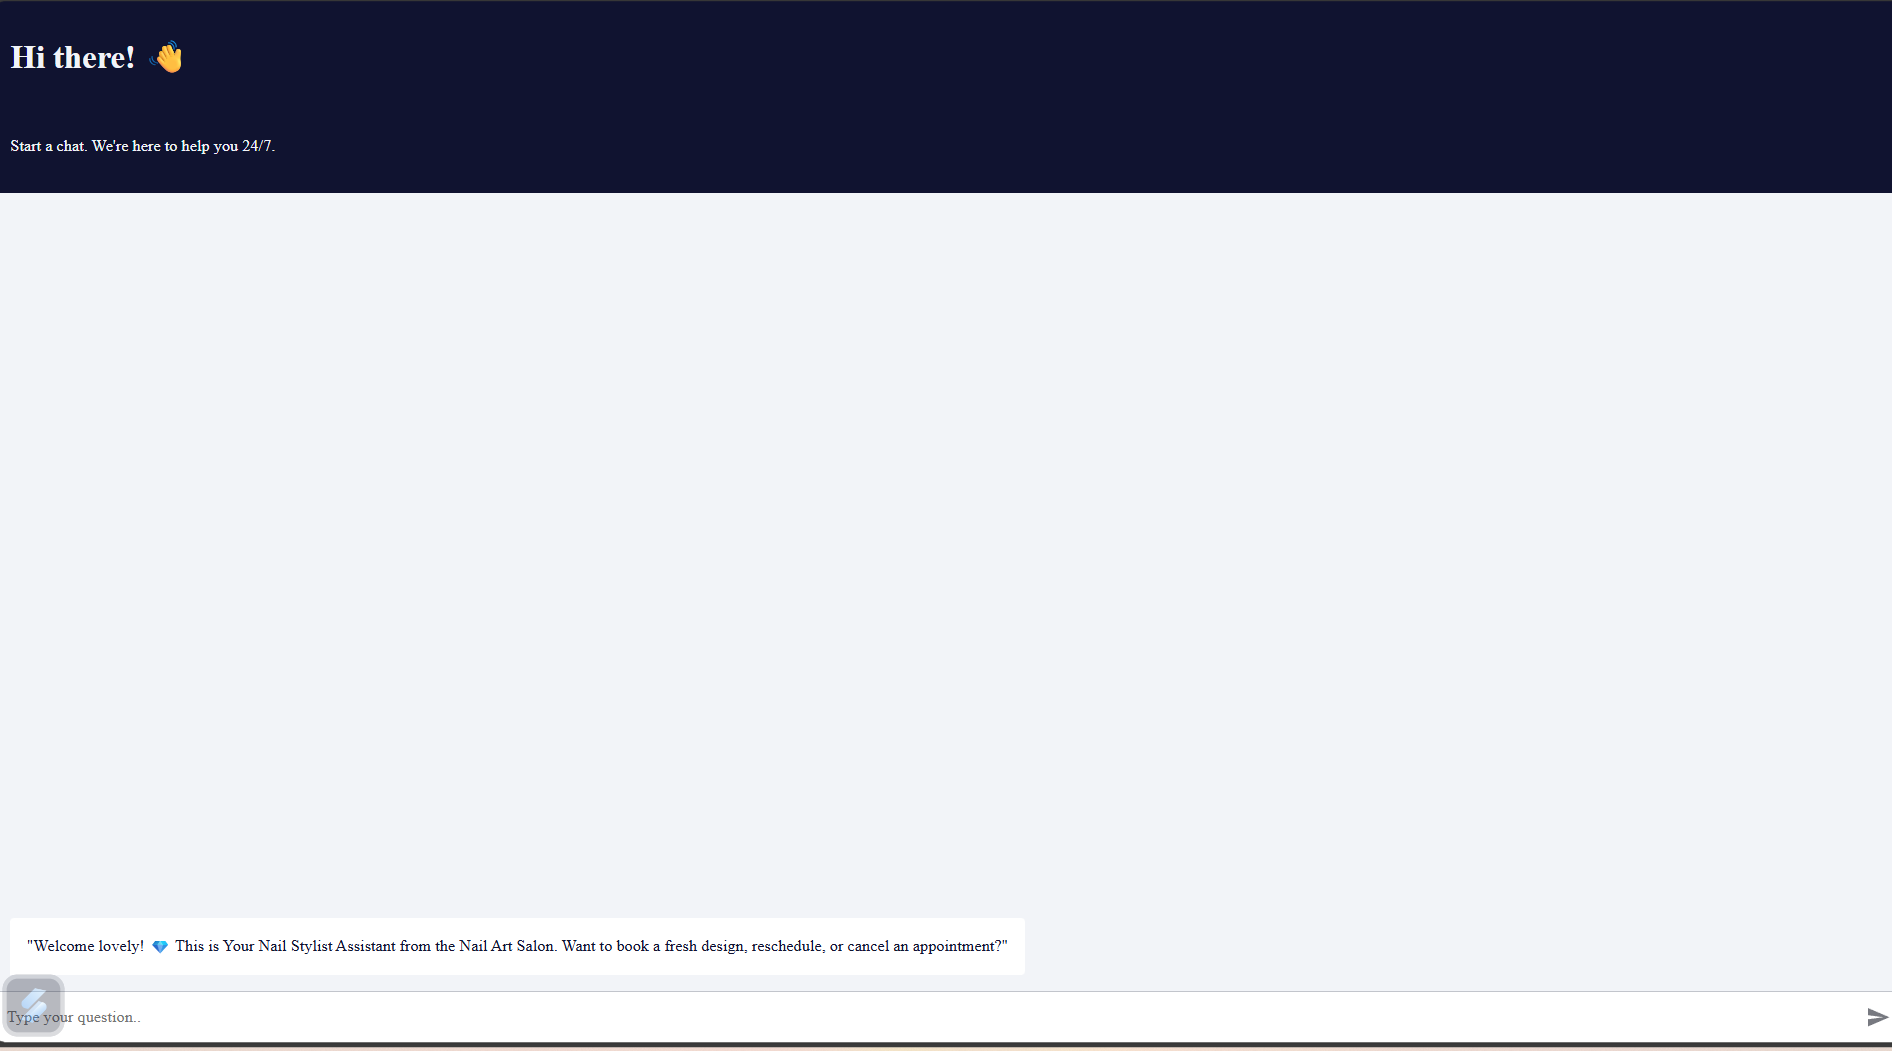 Hi there! 👋
Start a chat. We're here to help you 24/7.
"Welcome lovely! 💎 This is Your Nail Stylist Assistant from the Nail Art Salon. Want to book a fresh design, reschedule, or cancel an appointment?"
Type your question..